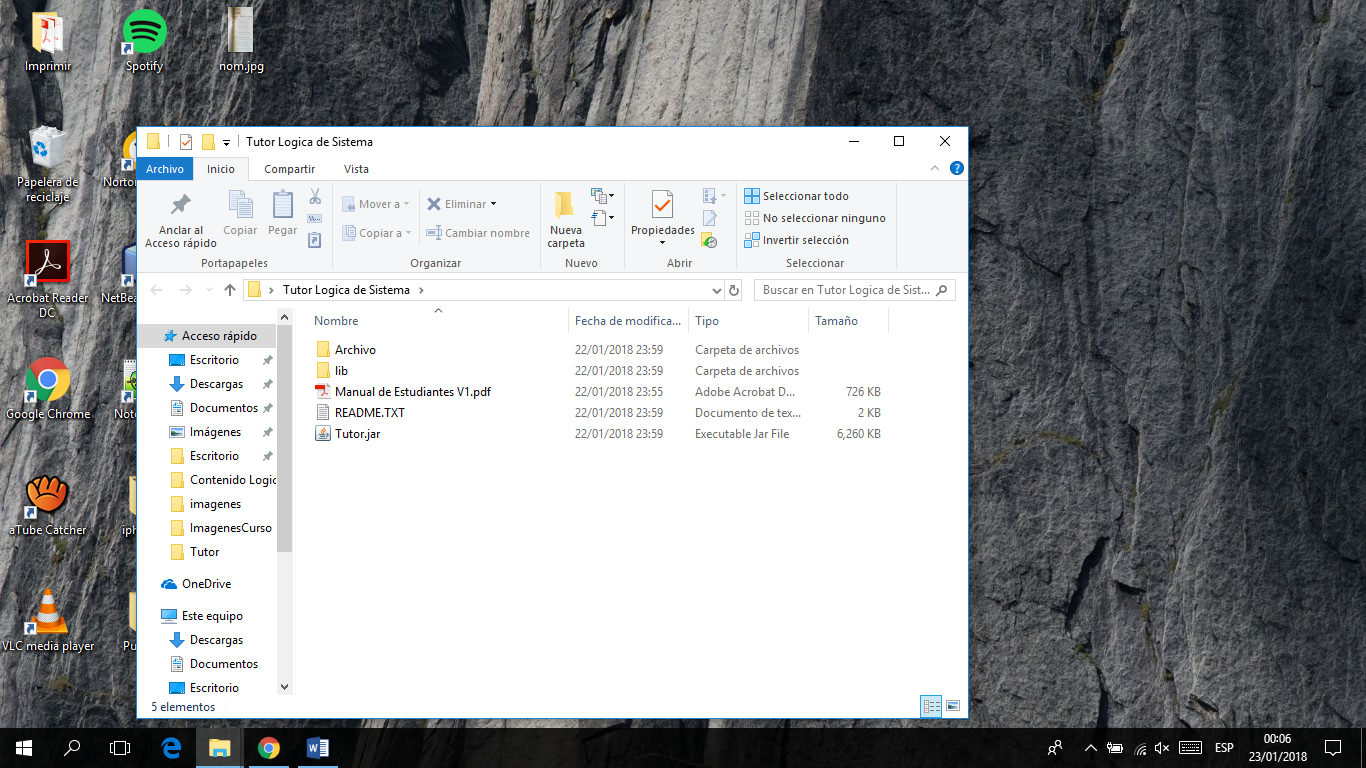 Imprimir
Spotify
nom.jpg
Papelera de
reciclaje
Norton
Acrobat Reader
DC
NetBea
Google Chrome
Note
aTube Catcher
iph
VLC media player
Pu
Tutor Logica de Sistema
Archivo Inicio Compartir Vista
Anclar al
Acceso rápido
Copiar
Pegar
Portapapeles
Mover a
Copiar a
Eliminar
Cambiar nombre
Organizar
Nueva
carpeta
Nuevo
Propiedades
Abrir
Seleccionar todo
No seleccionar ninguno
Invertir selección
Seleccionar
Tutor Logica de Sistema
Buscar en Tutor Logica de Sist...
Acceso rápido
Escritorio
Descargas
Documentos
Imágenes
Escritorio
Contenido Logic
imagenes
ImagenesCurso
Tutor
OneDrive
Este equipo
Descargas
Documentos
Escritorio
Nombre Fecha de modifica... Tipo Tamaño
Archivo 22/01/2018 23:59 Carpeta de archivos
lib 22/01/2018 23:59 Carpeta de archivos
Manual de Estudiantes V1.pdf 22/01/2018 23:55 Adobe Acrobat D... 726 KB
README.TXT 22/01/2018 23:59 Documento de tex... 2 KB
Tutor.jar 22/01/2018 23:59 Executable Jar File 6,260 KB
5 elementos
ESP
00:06
23/01/2018